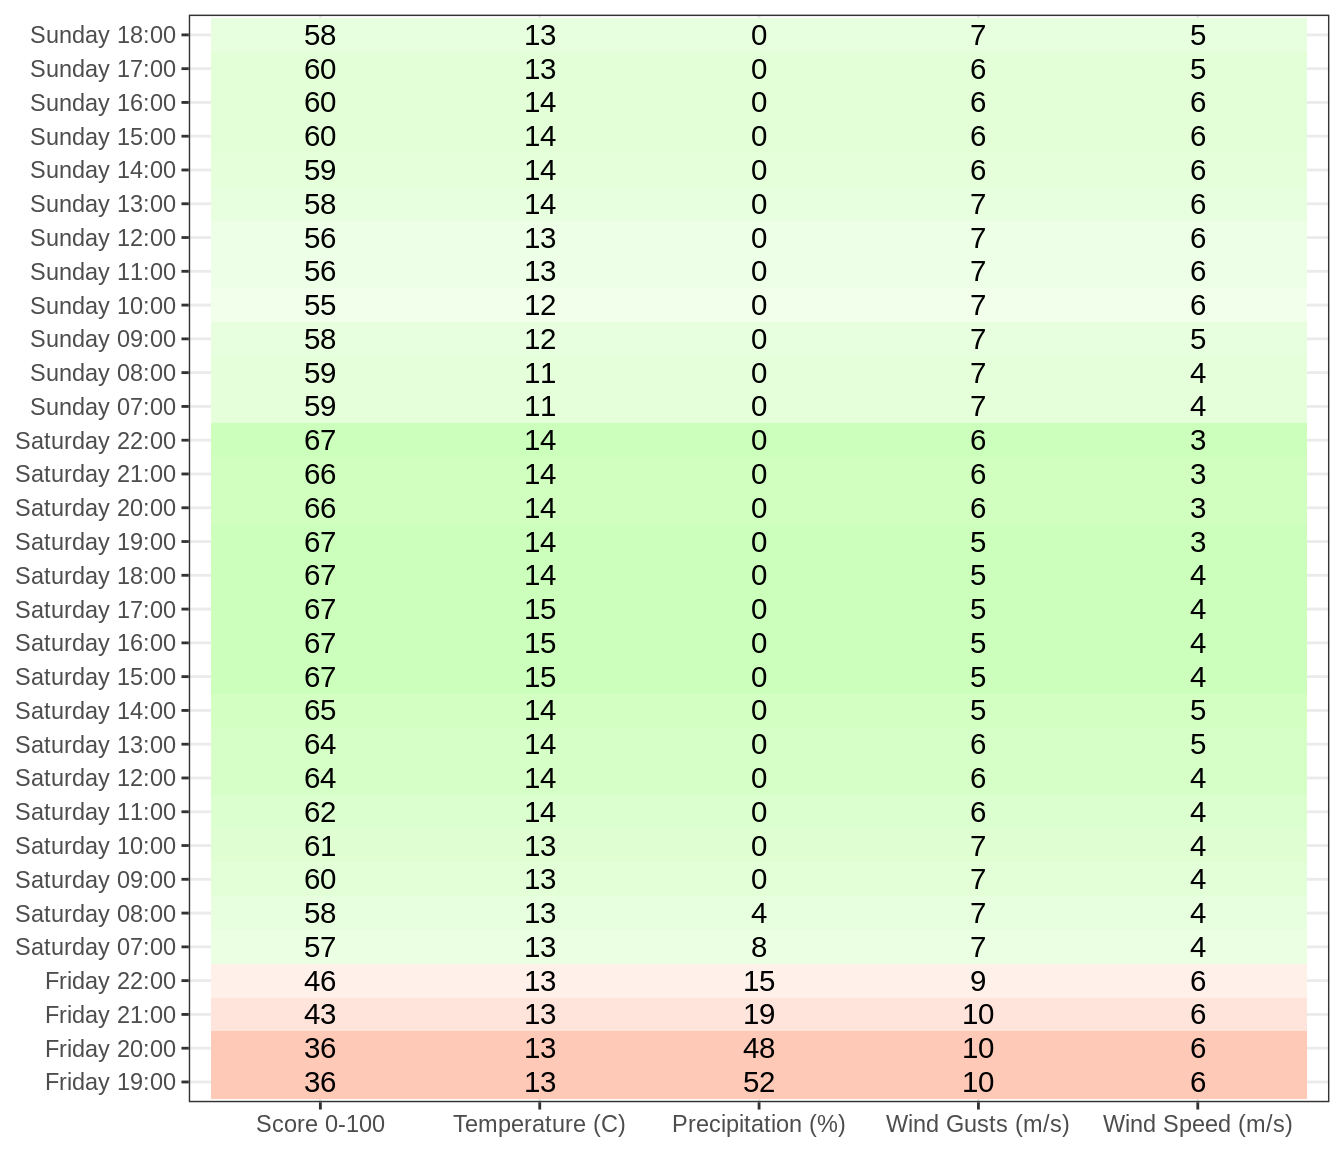 Sunday 18:00 58 13 0 7 5
Sunday 17:00 60 13 0 6 5
Sunday 16:00 60 14 0 6 6
Sunday 15:00 60 14 0 6 6
Sunday 14:00 59 14 0 6 6
Sunday 13:00 58 14 0 7 6
Sunday 12:00 56 13 0 7 6
Sunday 11:00 56 13 0 7 6
Sunday 10:00 55 12 0 7 6
Sunday 09:00 58 12 0 7 5
Sunday 08:00 59 11 0 7 4
Sunday 07:00 59 11 0 7 4
Saturday 22:00 67 14 0 6 3
Saturday 21:00 66 14 0 6 3
Saturday 20:00 66 14 0 6 3
Saturday 19:00 67 14 0 5 3
Saturday 18:00 67 14 0 5 4
Saturday 17:00 67 15 0 5 4
Saturday 16:00 67 15 0 5 4
Saturday 15:00 67 15 0 5 4
Saturday 14:00 65 14 0 5 5
Saturday 13:00 64 14 0 6 5
Saturday 12:00 64 14 0 6 4
Saturday 11:00 62 14 0 6 4
Saturday 10:00 61 13 0 7 4
Saturday 09:00 60 13 0 7 4
Saturday 08:00 58 13 4 7 4
Saturday 07:00 57 13 8 7 4
Friday 22:00 46 13 15 9 6
Friday 21:00 43 13 19 10 6
Friday 20:00 36 13 48 10 6
Friday 19:00 36 13 52 10 6
Score 0-100 Temperature (C) Precipitation (%) Wind Gusts (m/s) Wind Speed (m/s)